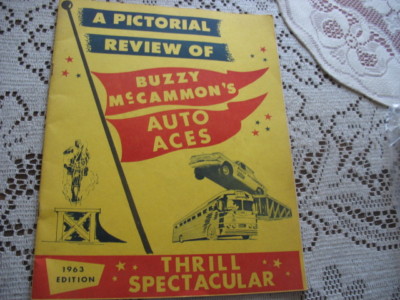 A PICTORIAL
REVIEW OF
BUZZY
McCAMMON'S
AUTO
ACES
1963
EDITION
THRILL
SPECTACULAR